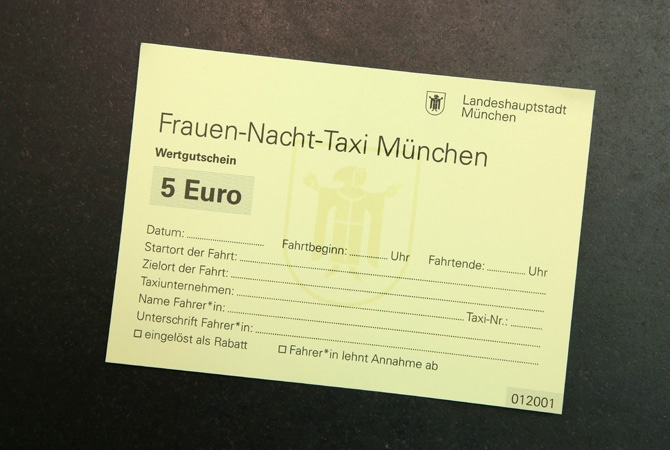 Landeshauptstadt
München
Frauen-Nacht-Taxi München
Wertgutschein
5 Euro
Datum: Fahrtbeginn: Uhr Fahrtende: Uhr
Startort der Fahrt:
Zielort der Fahrt:
Taxiunternehmen: Taxi-Nr.:
Name Fahrer*in:
Unterschrift Fahrer*in:
eingelöst als Rabatt Fahrer*in lehnt Annahme ab
012001